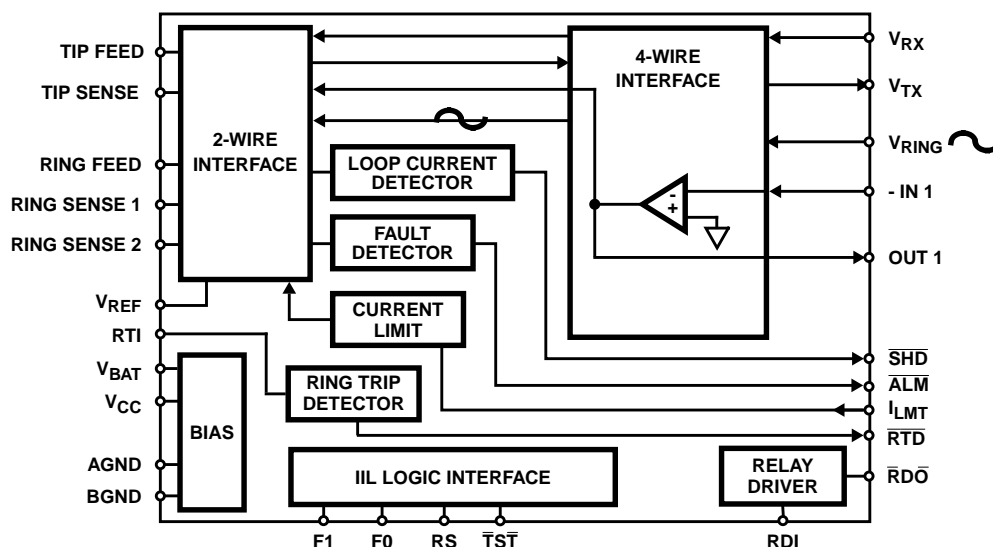 TIP FEED
TIP SENSE
RING FEED
RING SENSE 1
RING SENSE 2
VREF
RTI
VBAT
VCC
AGND
BGND
2-WIRE
INTERFACE
LOOP CURRENT
DETECTOR
FAULT
DETECTOR
CURRENT
LIMIT
RING TRIP
DETECTOR
BIAS
IIL LOGIC INTERFACE
4-WIRE
INTERFACE
-
+
RELAY
DRIVER
VRX
VTX
VRING
- IN 1
OUT 1
SHD
ALM
ILMT
RTD
RDO
F1 F0 RS TST RDI